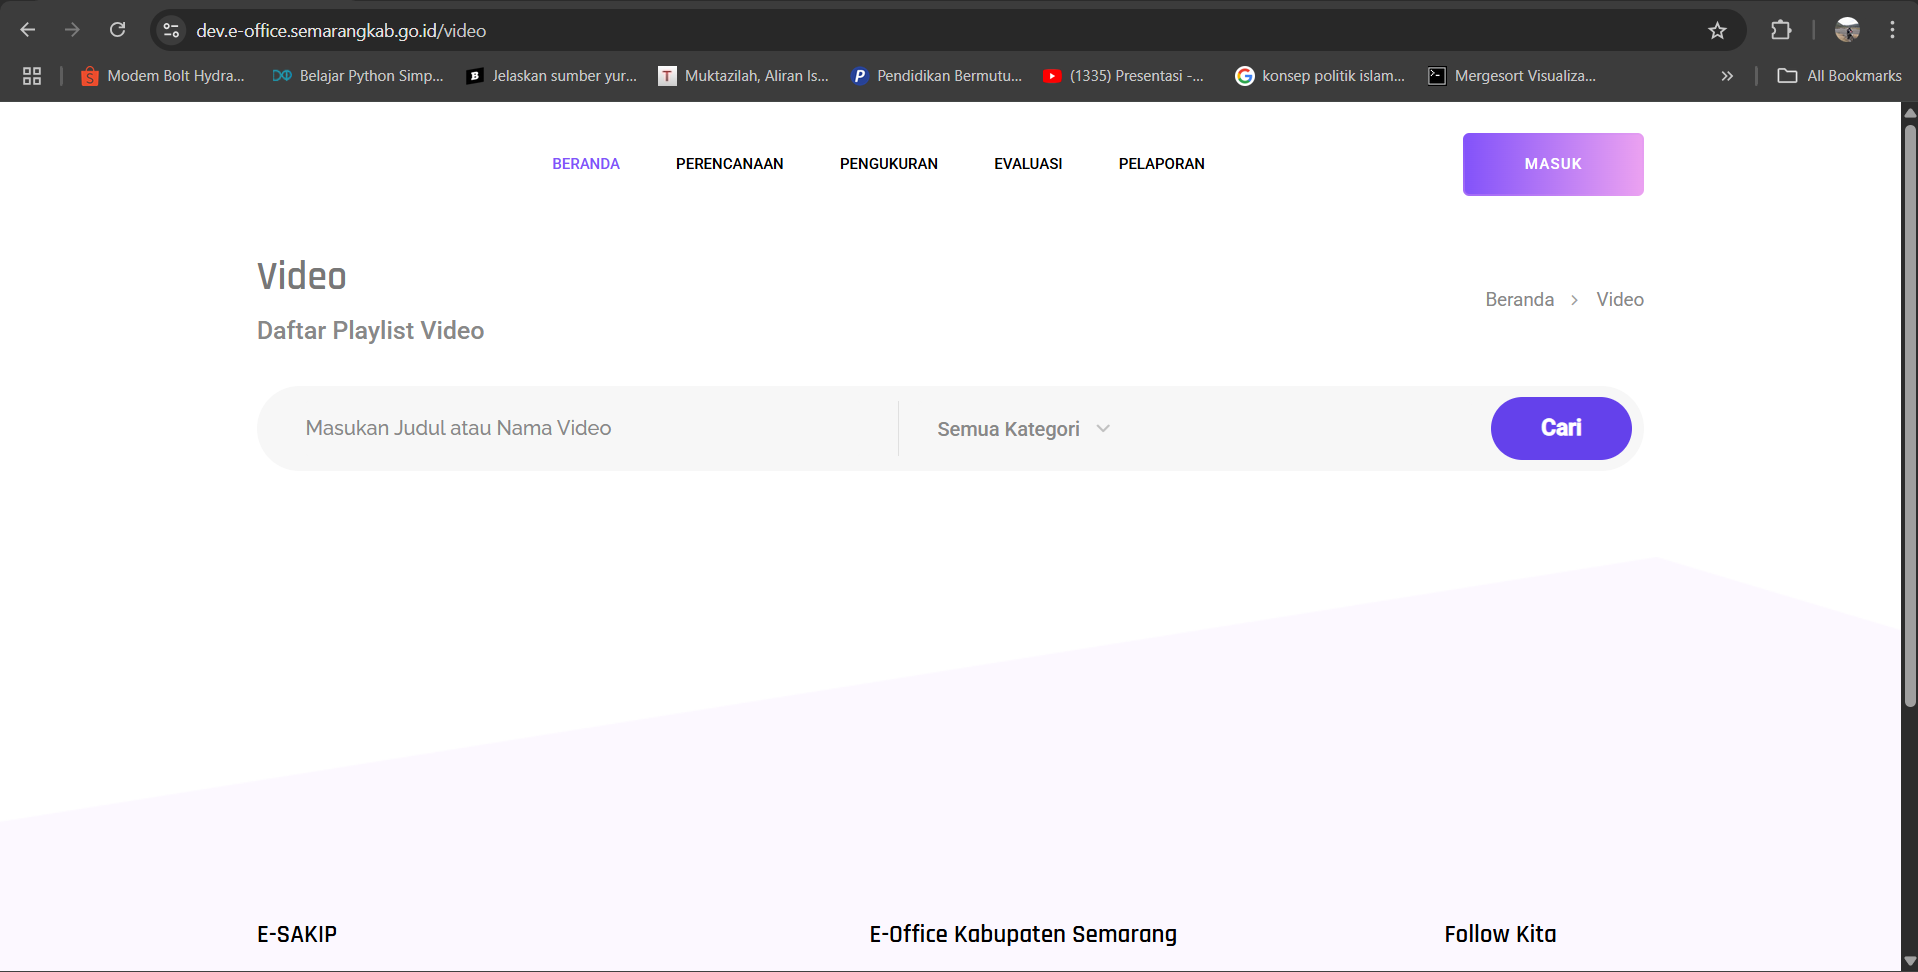 dev.e-office.semarangkab.go.id/video
Modem Bolt Hydra...
Belajar Python Simp...
Jelaskan sumber yur...
Muktazilah, Aliran Is...
Pendidikan Bermutu...
(1335) Presentasi -...
konsep politik islam...
Mergesort Visualiza...
All Bookmarks
BERANDA
PERENCANAAN
PENGUKURAN
EVALUASI
PELAPORAN
MASUK
Video
Beranda > Video
Daftar Playlist Video
Masukan Judul atau Nama Video
Semua Kategori
Cari
E-SAKIP
E-Office Kabupaten Semarang
Follow Kita